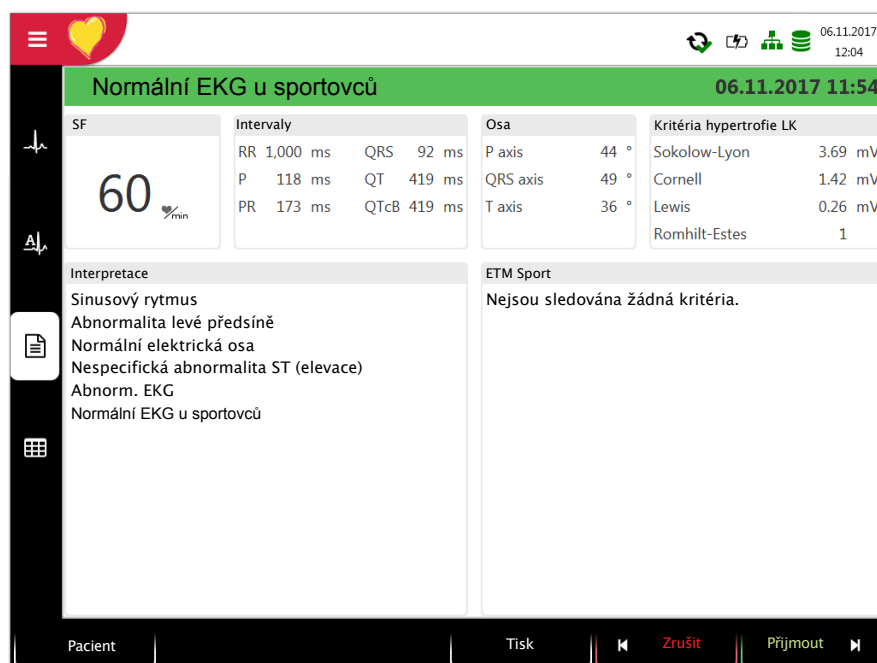 06.11.2017
12:04
Normální EKG u sportovců 06.11.2017 11:54
SF
60 /min
Intervaly
RR 1,000 ms QRS 92 ms
P 118 ms QT 419 ms
PR 173 ms QTcB 419 ms
Osa
P axis 44 °
QRS axis 49 °
T axis 36 °
Kritéria hypertrofie LK
Sokolow-Lyon 3.69 mV
Cornell 1.42 mV
Lewis 0.26 mV
Romhilt-Estes 1
Interpretace
Sinusový rytmus
Abnormalita levé předsíně
Normální elektrická osa
Nespecifická abnormalita ST (elevace)
Abnorm. EKG
Normální EKG u sportovců
ETM Sport
Nejsou sledována žádná kritéria.
A
Pacient Tisk Zrušit Přijmout